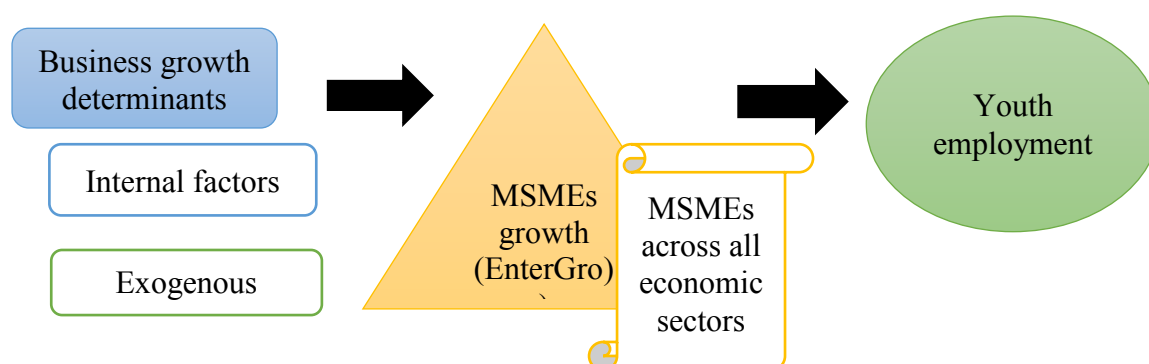 Business growth
determinants
Internal factors
Exogenous
MSMEs
growth
(EnterGro)
、
MSMEs
across all
economic
sectors
Youth
employment